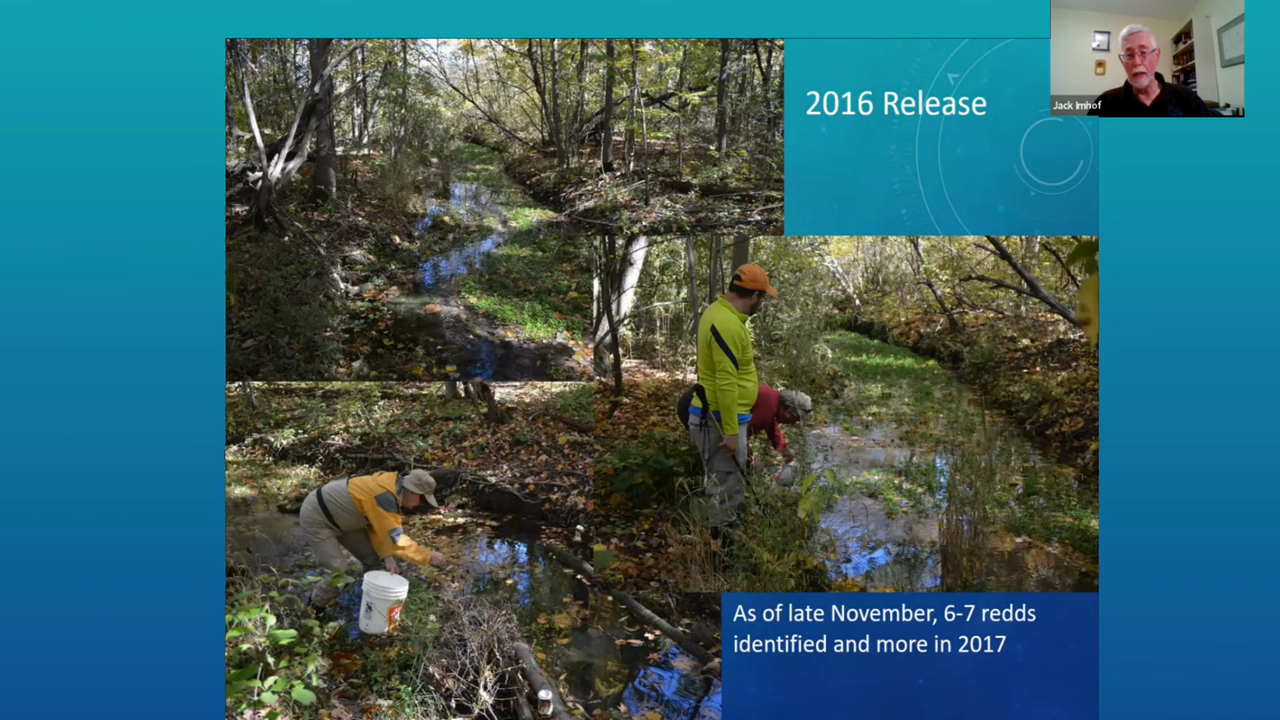 2016 Release
Jack Imhof
As of late November, 6-7 redds
identified and more in 2017